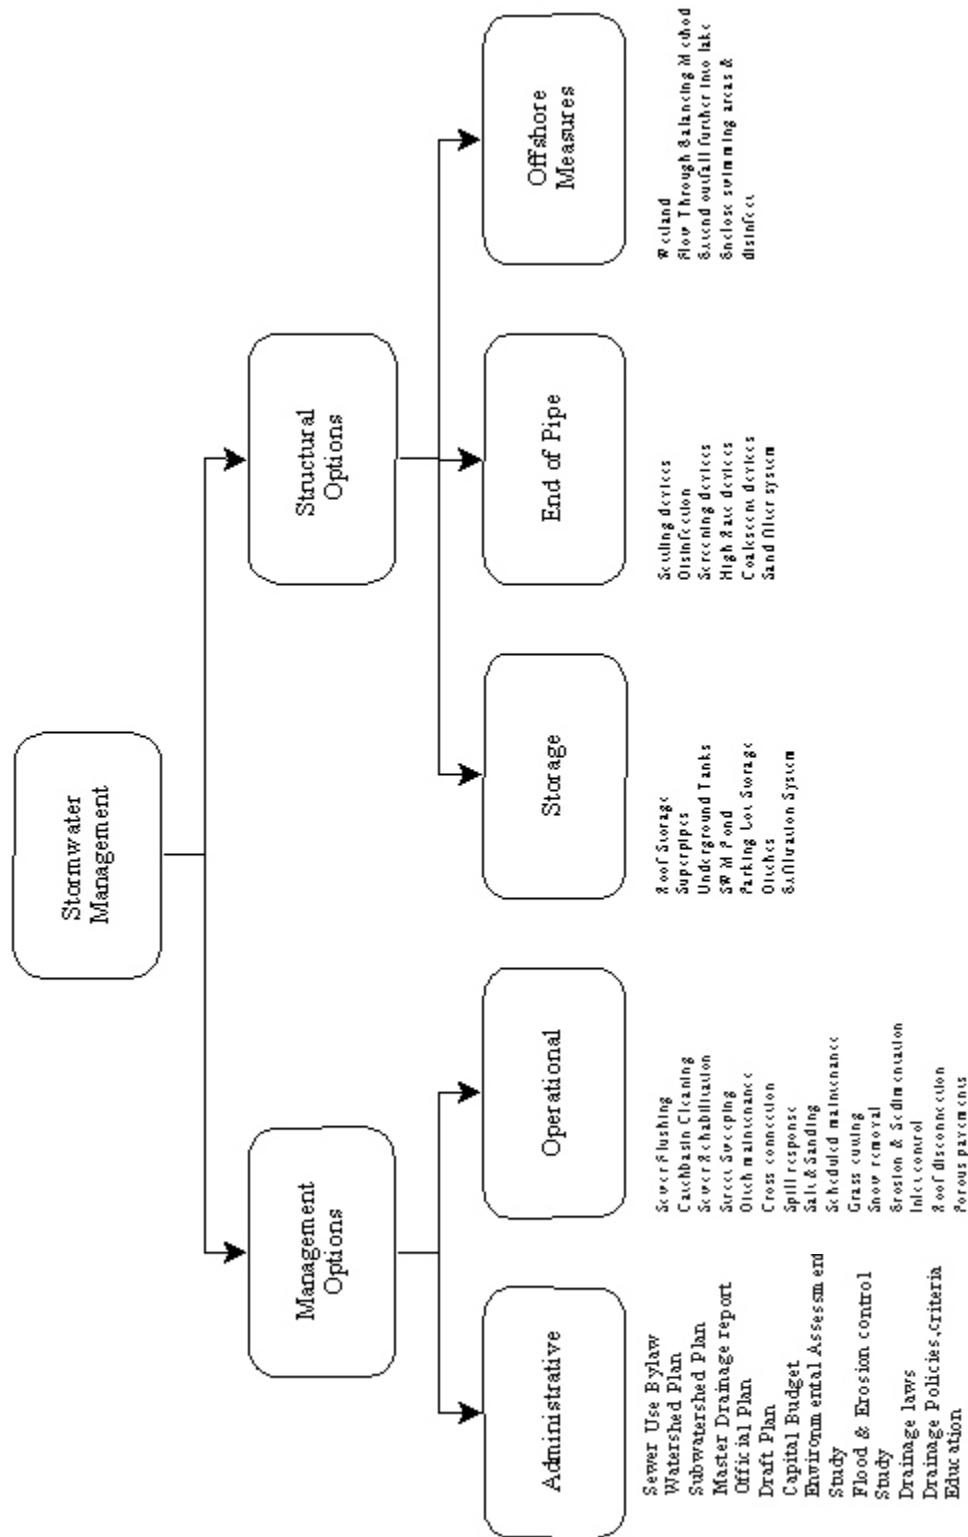 Stormwater
Management
Management
Options
Structural
Options
Administrative
Operational
Storage
End of Pipe
Offshore
Measures
Sewer Use Bylaw
Watershed Plan
Subwatershed Plan
Master Drainage report
Official Plan
Draft Plan
Capital Budget
Environmental Assessment
Study
Flood & Erosion control
Study
Drainage laws
Drainage Policies,criteria
Education
Sewer Flushing
Catchbasin Cleaning
Sewer Rehabilitation
Street Sweeping
Ditch maintenance
Cross connection
Spill response
Salt & Sanding
Scheduled maintenance
Grass cutting
Snow removal
Erosion & Sedimentation
Inlet control
Roof disconnection
Porous pavements
Roof Storage
Superpipes
Underground Tanks
SWM Pond
Parking Lot Storage
Ditches
Exfiltration System
Settling devices
Disinfection
Screening devices
High Rate devices
Coalescent devices
Sand filter system
Wetland
Flow Through Balancing Method
Extend outfall further into lake
Enclose swimming areas &
disinfect